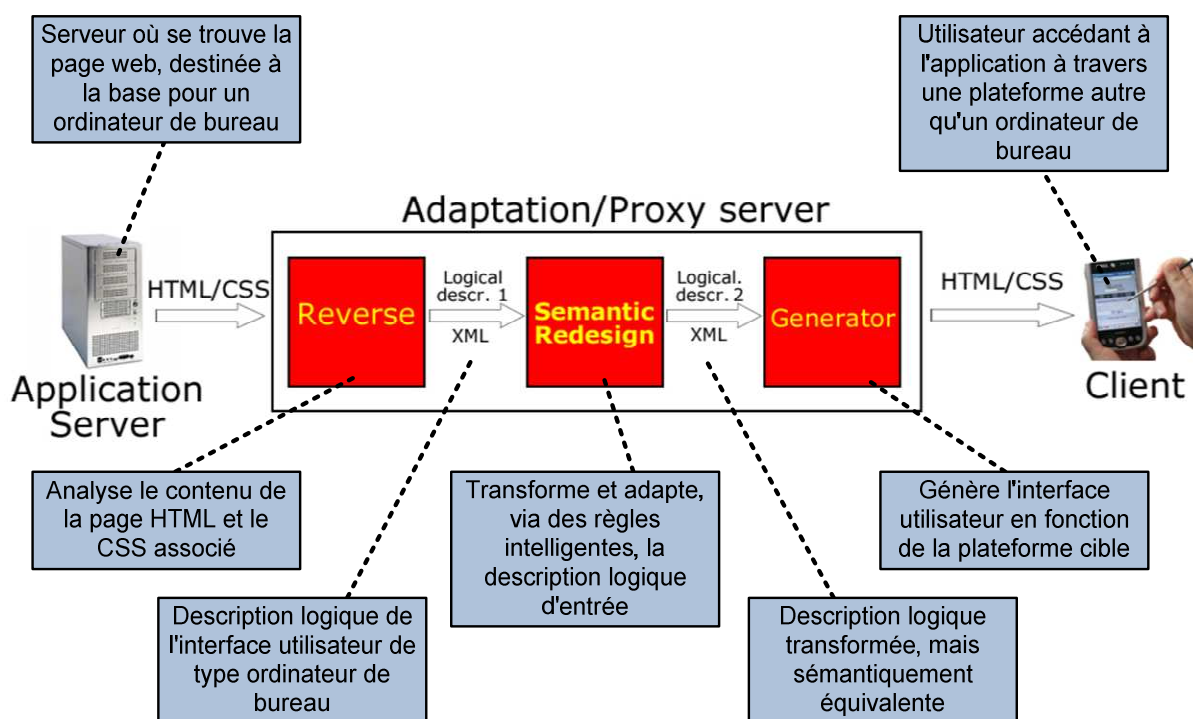 Serveur où se trouve la
page web, destinée à
la base pour un
ordinateur de bureau
Utilisateur accédant à
l'application à travers
une plateforme autre
qu'un ordinateur de
bureau
Adaptation/Proxy server
HTML/CSS
Reverse
Logical
descr. 1
XML
Semantic
Redesign
Logical.
descr. 2
XML
Generator
HTML/CSS
Application
Server
Client
Analyse le contenu de
la page HTML et le
CSS associé
Transforme et adapte,
via des règles
intelligentes, la
description logique
d'entrée
Génère l'interface
utilisateur en fonction
de la plateforme cible
Description logique de
l'interface utilisateur de
type ordinateur de
bureau
Description logique
transformée, mais
sémantiquement
équivalente